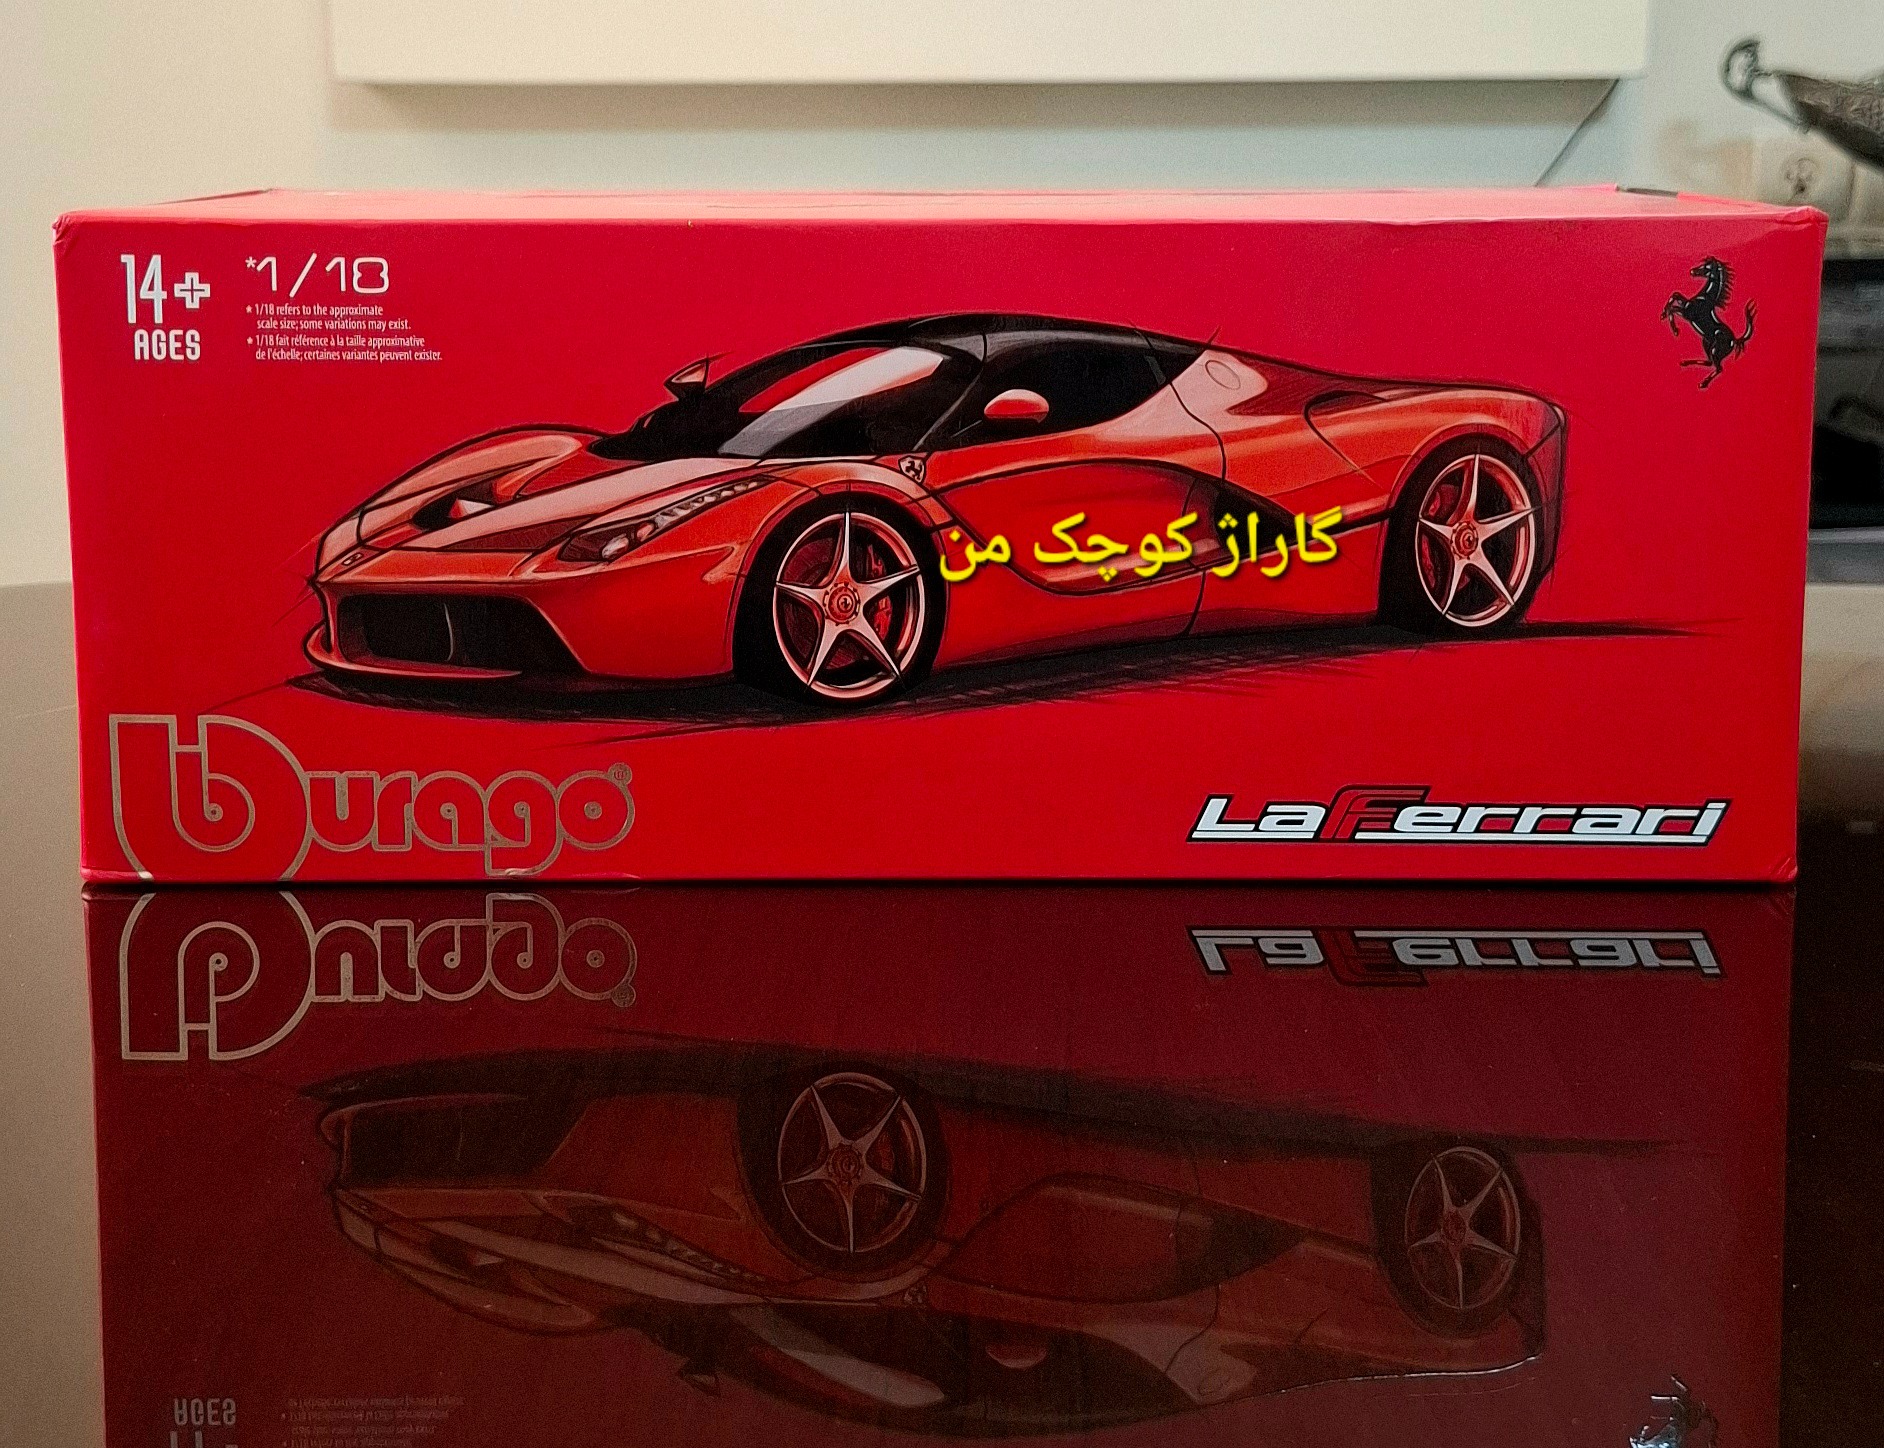 14+
AGES
*1/18
* 1/18 refers to the approximate
scale size; some variations may exist.
* 1/18 fait référence à la taille approximative
de l'échelle; certaines variantes peuvent exister.
گاراژ کوچک من
burago®
LaFerrari